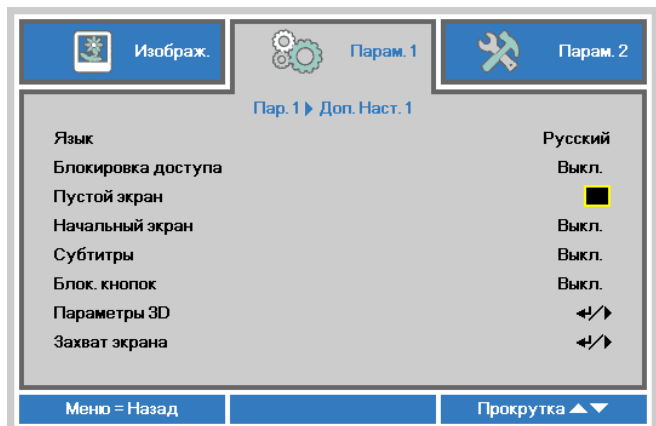 Изображ. Парам. 1 Парам. 2
Пар. 1 Доп. Наст. 1
Язык Русский
Блокировка доступа Выкл.
Пустой экран
Начальный экран Выкл.
Субтитры Выкл.
Блок. кнопок Выкл.
Параметры 3D
Захват экрана
Меню = Назад Прокрутка